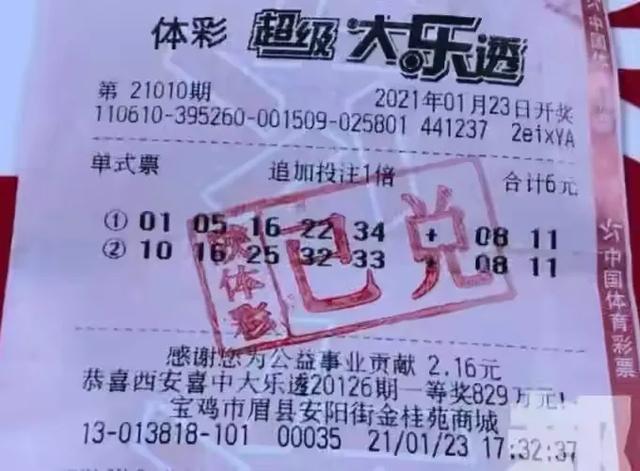 体彩 超级大乐透
第 21010期 2021年01月23日开奖
110610-395260-001509-025801 441237 2eixYA
单式票 追加投注1倍 合计6元
① 01 05 16 22 34 + 08 11
② 10 16 25 32 33 + 08 11
体彩 已兑
感谢您为公益事业贡献 2.16元
恭喜西安喜中大乐透20126期一等奖829万元!
宝鸡市眉县安阳街金桂苑商城
13-013818-101 00035 21/01/23 17:32:37
中国体
中国体育彩票